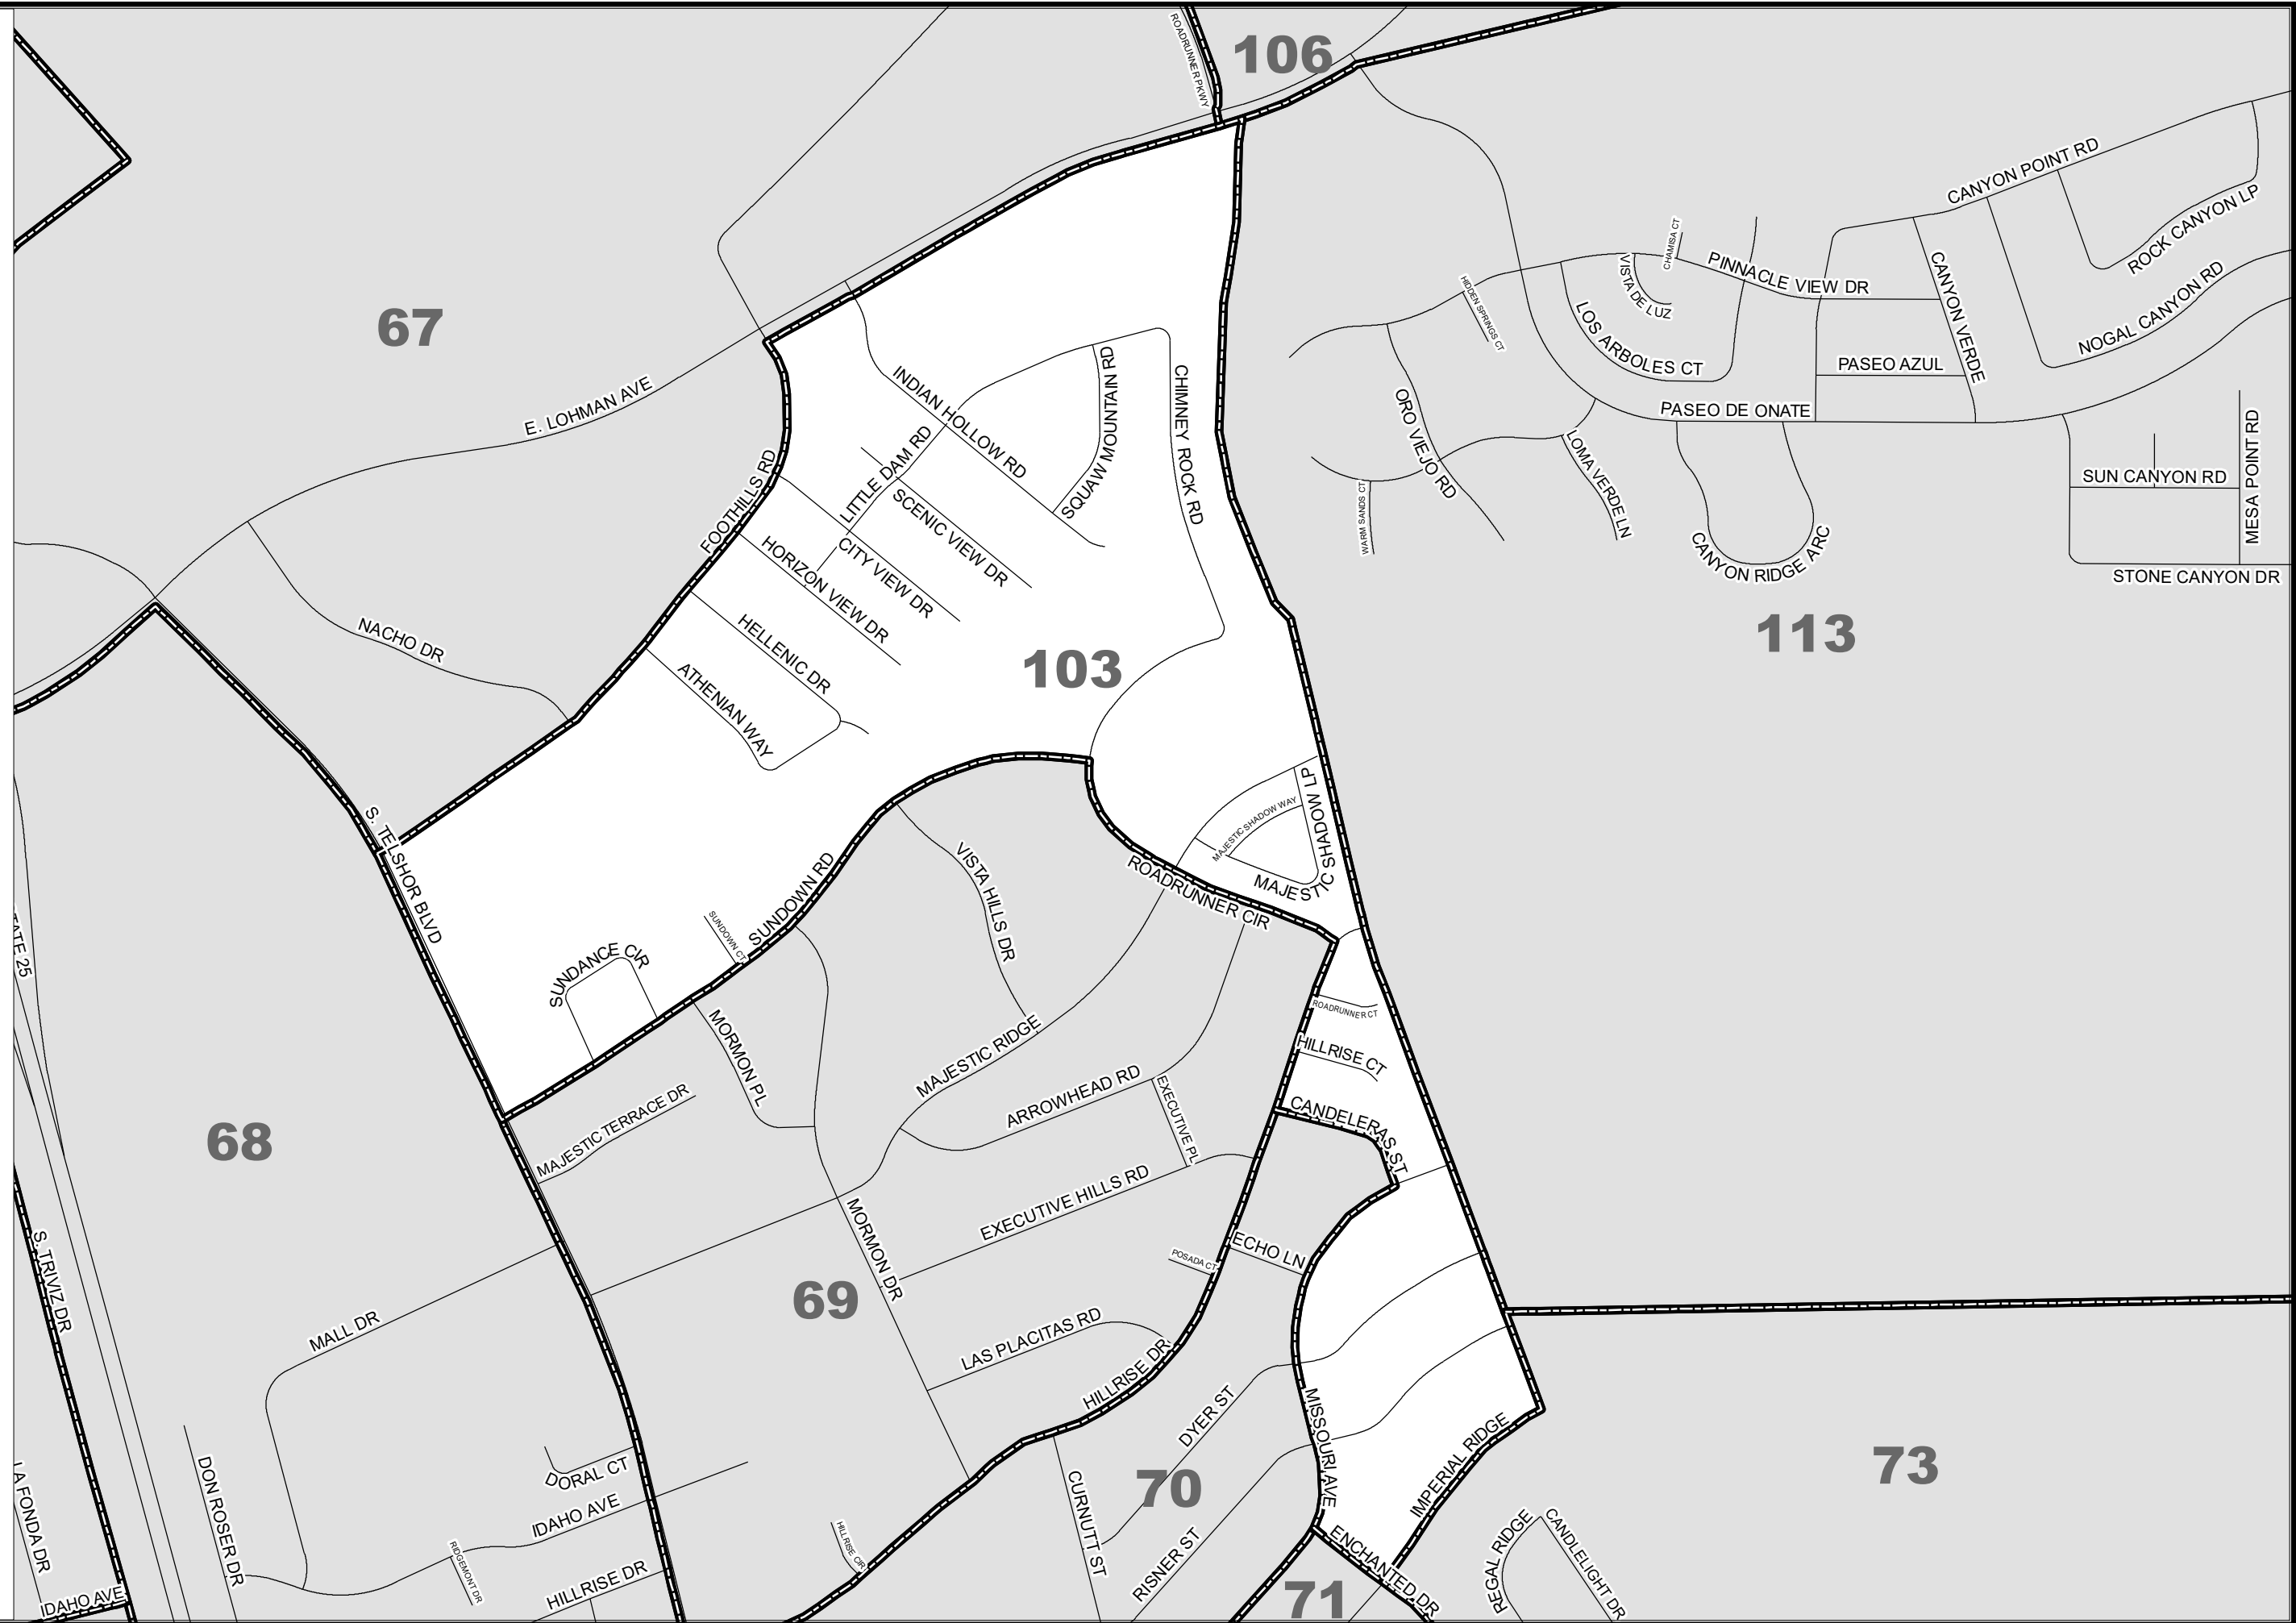 ROADRUNNER PKWY
106
CANYON POINT RD
ROCK CANYON LP
CHAMISA CT
PINNACLE VIEW DR
VISTA DE LUZ
HIDDEN SPRINGS CT
CANYON VERDE
NOGAL CANYON RD
LOS ARBOLES CT
PASEO AZUL
PASEO DE ONATE
67
E. LOHMAN AVE
INDIAN HOLLOW RD
SQUAW MOUNTAIN RD
CHIMNEY ROCK RD
ORO VIEJO RD
LOMA VERDE LN
WARM SANDS CT
CANYON RIDGE ARC
SUN CANYON RD
MESA POINT RD
STONE CANYON DR
LITTLE DAM RD
FOOTHILLS RD
SCENIC VIEW DR
CITY VIEW DR
HORIZON VIEW DR
HELLENIC DR
ATHENIAN WAY
NACHO DR
103
113
S. TELSHOR BLVD
MAJESTIC SHADOW LP
MAJESTIC SHADOW WAY
ROADRUNNER CIR
VISTA HILLS DR
SUNDOWN RD
SUNDOWN CT
SUNDANCE CIR
TATE 25
ROADRUNNER CT
HILLRISE CT
CANDELERAS ST
MORMON PL
MAJESTIC RIDGE
ARROWHEAD RD
EXECUTIVE PL
MAJESTIC TERRACE DR
68
EXECUTIVE HILLS RD
MORMON DR
POSADA CT
ECHO LN
S. TRIVIZ DR
69
MALL DR
LAS PLACITAS RD
HILLRISE DR
DYER ST
MISSOURI AVE
IMPERIAL RIDGE
73
70
DORAL CT
IDAHO AVE
DON ROSER DR
LA FONDA DR
RIDGEMONT DR
HILLRISE CIR
CURNUTT ST
RISNER ST
ENCHANTED DR
REGAL RIDGE
CANDLELIGHT DR
HILLRISE DR
IDAHO AVE
71